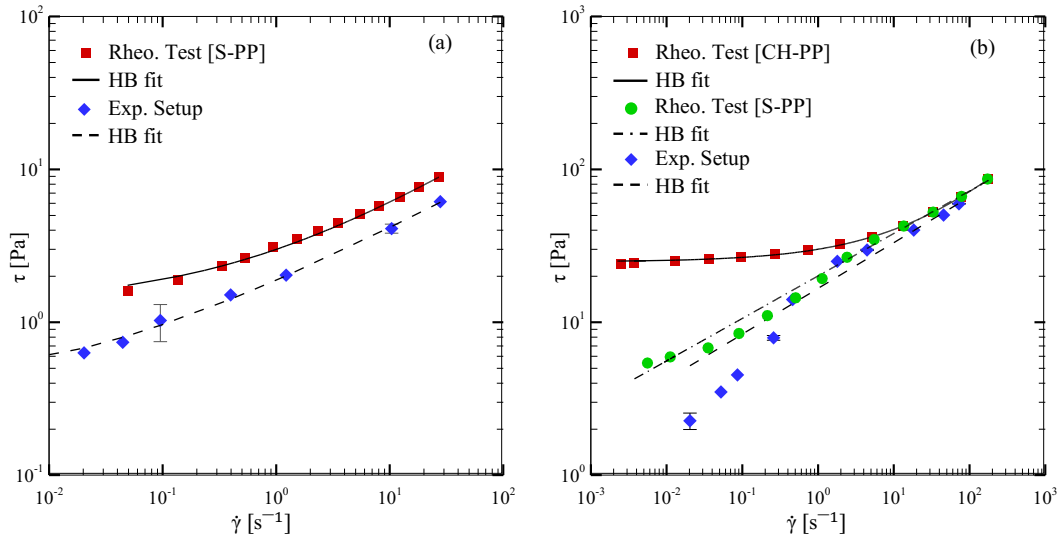 (a)
Rheo. Test [S-PP]
HB fit
Exp. Setup
HB fit
10²
10¹
10⁰
10⁻¹
τ [Pa]
10⁻² 10⁻¹ 10⁰ 10¹ 10²
γ̇ [s⁻¹]
(b)
Rheo. Test [CH-PP]
HB fit
Rheo. Test [S-PP]
HB fit
Exp. Setup
HB fit
10³
10²
10¹
10⁰
τ [Pa]
10⁻³ 10⁻² 10⁻¹ 10⁰ 10¹ 10² 10³
γ̇ [s⁻¹]